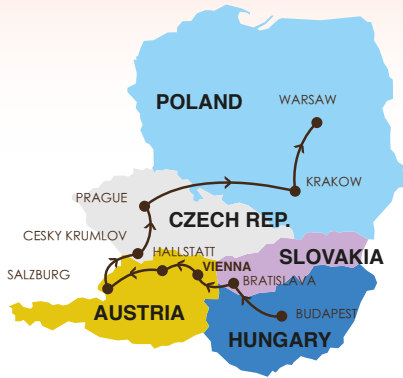 POLAND
WARSAW
KRAKOW
PRAGUE
CZECH REP.
CESKY KRUMLOV
HALLSTATT
SLOVAKIA
VIENNA
SALZBURG
BRATISLAVA
AUSTRIA
BUDAPEST
HUNGARY